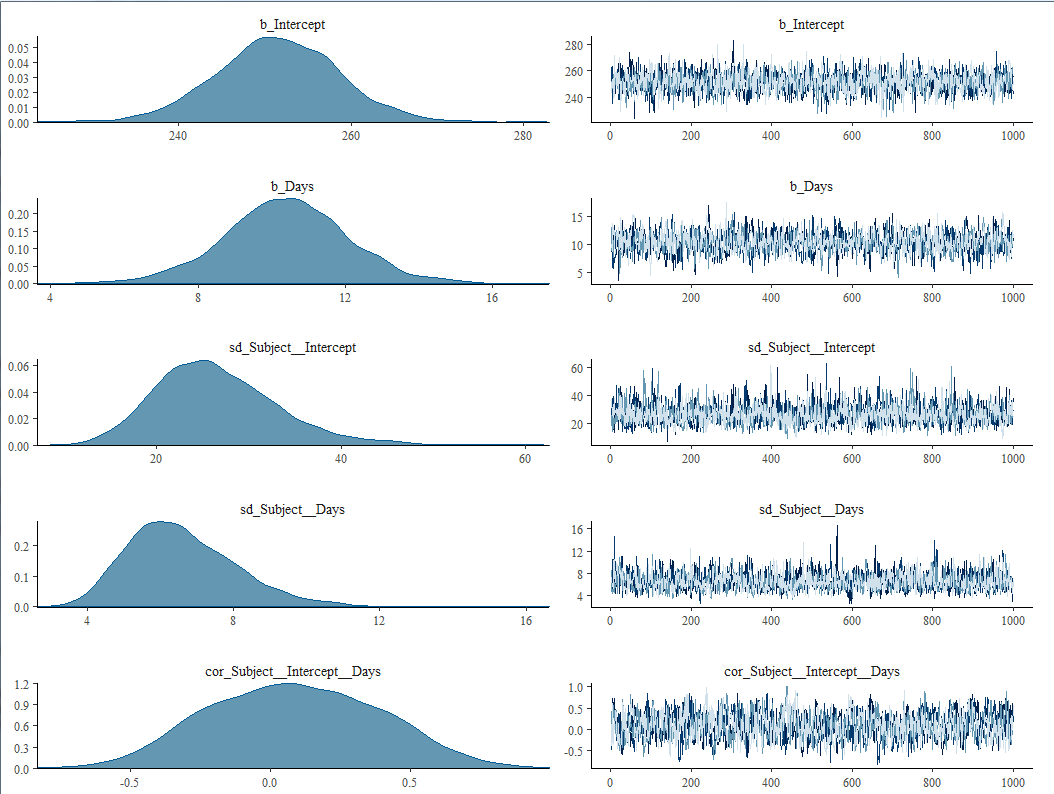 b_Intercept
0.05
0.04
0.03
0.02
0.01
0.00
240 260 280
b_Intercept
280
260
240
0 200 400 600 800 1000
b_Days
0.20
0.15
0.10
0.05
0.00
4 8 12 16
b_Days
15
10
5
0 200 400 600 800 1000
sd_Subject__Intercept
0.06
0.04
0.02
0.00
20 40 60
sd_Subject__Intercept
60
40
20
0 200 400 600 800 1000
sd_Subject__Days
0.2
0.1
0.0
4 8 12 16
sd_Subject__Days
16
12
8
4
0 200 400 600 800 1000
cor_Subject__Intercept__Days
1.2
0.9
0.6
0.3
0.0
-0.5 0.0 0.5
cor_Subject__Intercept__Days
1.0
0.5
0.0
-0.5
0 200 400 600 800 1000